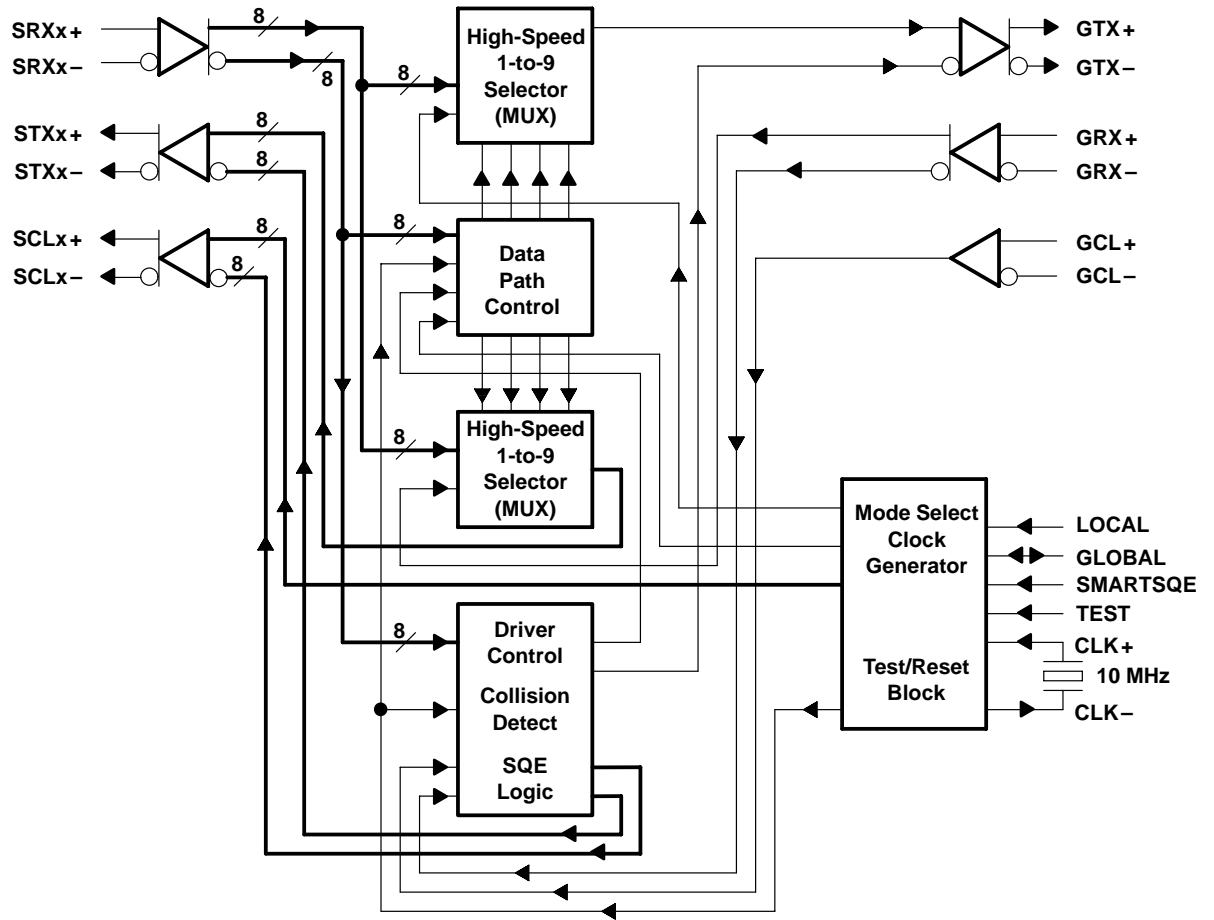 SRXx+
SRXx–
STXx+
STXx–
SCLx+
SCLx–
8
8
8
8
8
8
8
8
8
8
High-Speed
1-to-9
Selector
(MUX)
Data
Path
Control
High-Speed
1-to-9
Selector
(MUX)
Driver
Control
Collision
Detect
SQE
Logic
GTX+
GTX–
GRX+
GRX–
GCL+
GCL–
Mode Select
Clock
Generator
Test/Reset
Block
LOCAL
GLOBAL
SMARTSQE
TEST
CLK+
10 MHz
CLK–